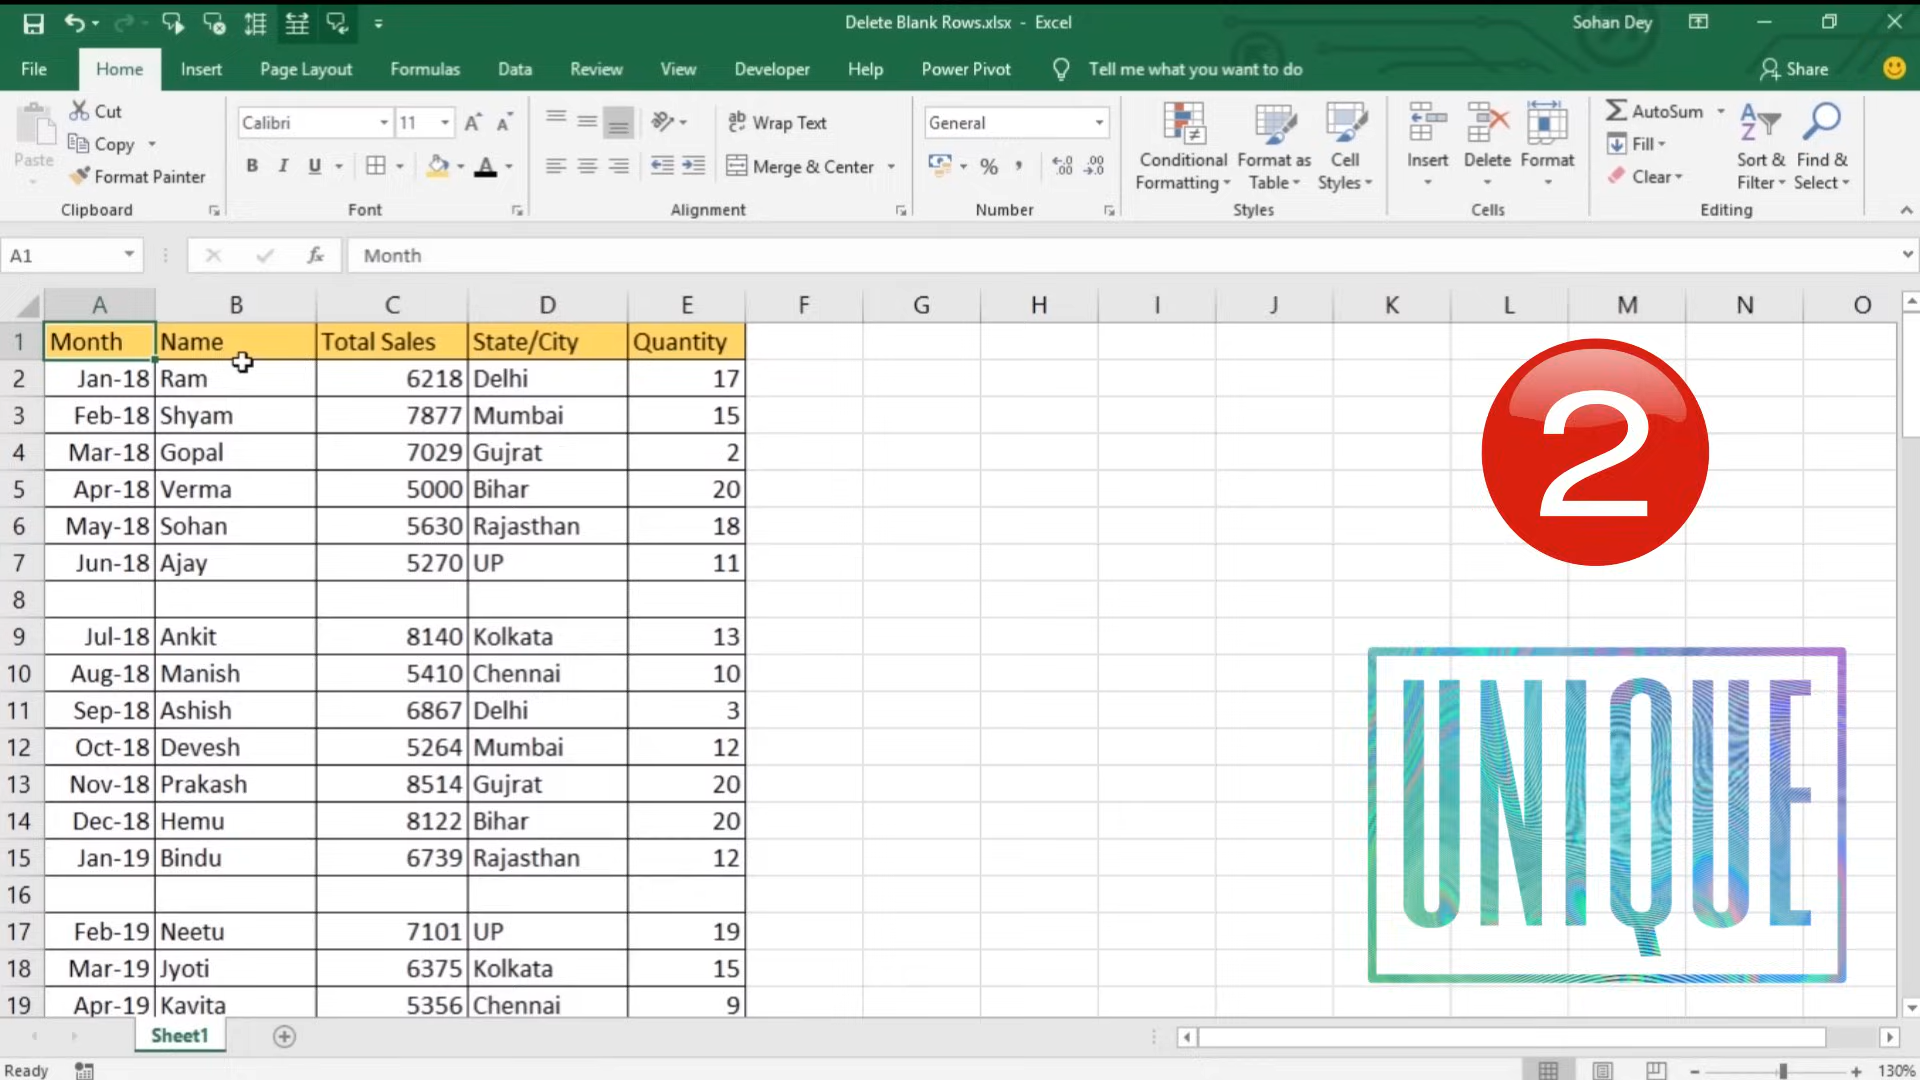 Delete Blank Rows.xlsx - Excel
Sohan Dey
File Home Insert Page Layout Formulas Data Review View Developer Help Power Pivot Tell me what you want to do Share
Paste
Cut
Copy
Format Painter
Clipboard
Calibri 11
B I U
Font
Wrap Text
Merge & Center
Alignment
General
Number
Conditional Formatting
Format as Table
Cell Styles
Styles
Insert
Delete
Format
Cells
AutoSum
Fill
Clear
Sort & Filter
Find & Select
Editing
A1 fx Month
A B C D E F G H I J K L M N O
1 Month Name Total Sales State/City Quantity
2 Jan-18 Ram 6218 Delhi 17
3 Feb-18 Shyam 7877 Mumbai 15
4 Mar-18 Gopal 7029 Gujrat 2
5 Apr-18 Verma 5000 Bihar 20
6 May-18 Sohan 5630 Rajasthan 18
7 Jun-18 Ajay 5270 UP 11
8
9 Jul-18 Ankit 8140 Kolkata 13
10 Aug-18 Manish 5410 Chennai 10
11 Sep-18 Ashish 6867 Delhi 3
12 Oct-18 Devesh 5264 Mumbai 12
13 Nov-18 Prakash 8514 Gujrat 20
14 Dec-18 Hemu 8122 Bihar 20
15 Jan-19 Bindu 6739 Rajasthan 12
16
17 Feb-19 Neetu 7101 UP 19
18 Mar-19 Jyoti 6375 Kolkata 15
19 Apr-19 Kavita 5356 Chennai 9
2
UNIQUE
Sheet1
Ready
130%